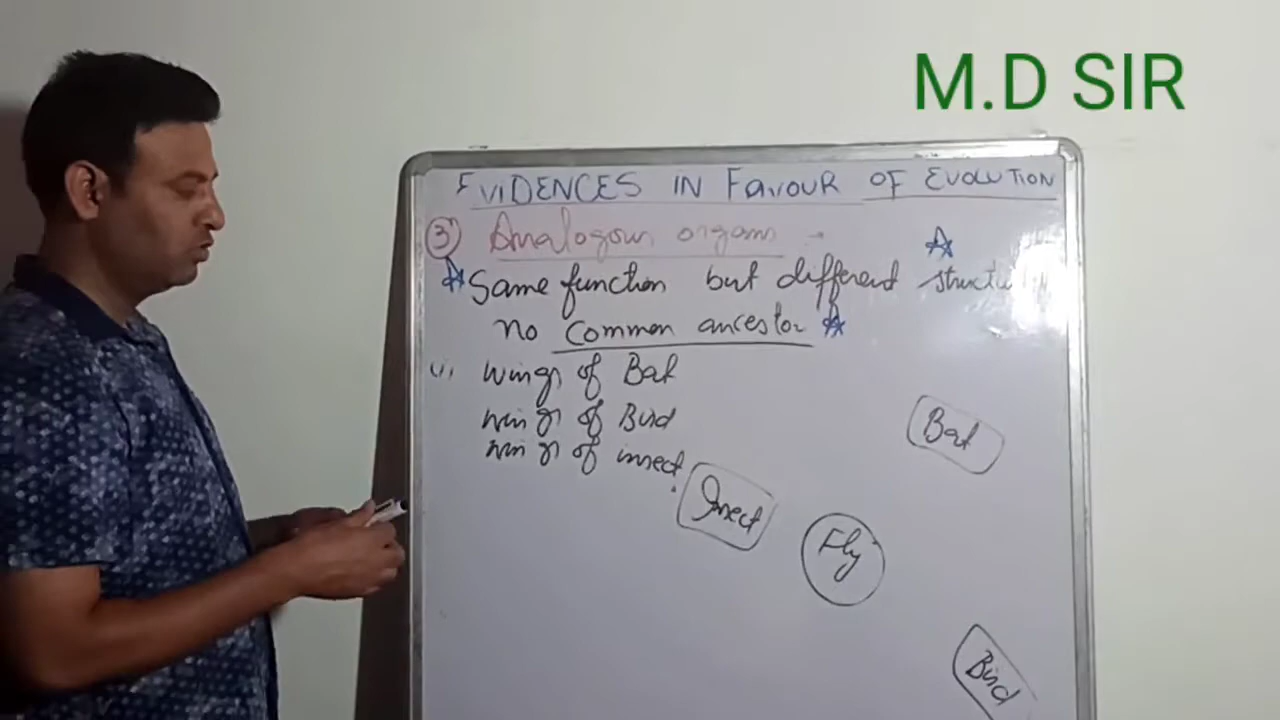 M.D SIR
EVIDENCES IN FAVOUR OF EVOLUTION
3 Analogous organs
Same function but different
no common ancestor
(i) wings of Bat
wings of Bird
wings of insect
Bat
Insect
Fly
Bird